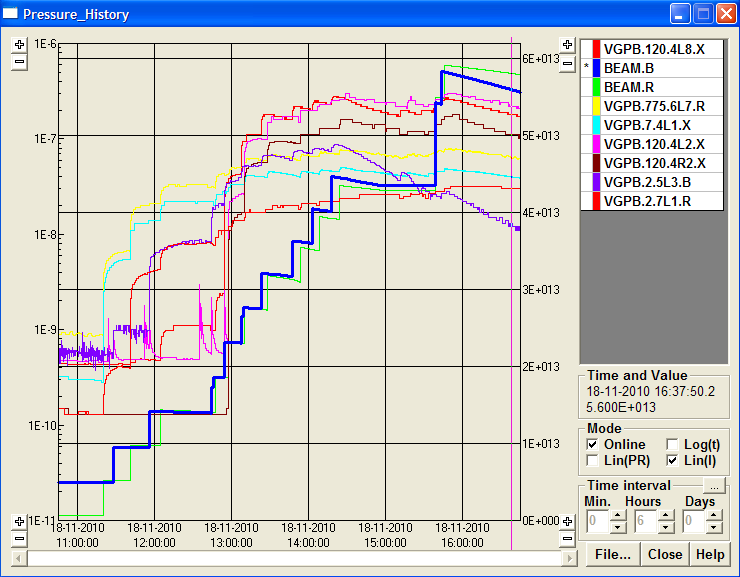 Pressure_History
1E-6
1E-7
1E-8
1E-9
1E-10
1E-11
6E+013
5E+013
4E+013
3E+013
2E+013
1E+013
0E+000
18-11-2010 18-11-2010 18-11-2010 18-11-2010 18-11-2010 18-11-2010
11:00:00 12:00:00 13:00:00 14:00:00 15:00:00 16:00:00
VGPB.120.4L8.X
* BEAM.B
BEAM.R
VGPB.775.6L7.R
VGPB.7.4L1.X
VGPB.120.4L2.X
VGPB.120.4R2.X
VGPB.2.5L3.B
VGPB.2.7L1.R
Time and Value
18-11-2010 16:37:50.2
5.600E+013
Mode
Online Log(t)
Lin(PR) Lin(I)
Time interval ...
Min. Hours Days
0 6 0
File... Close Help